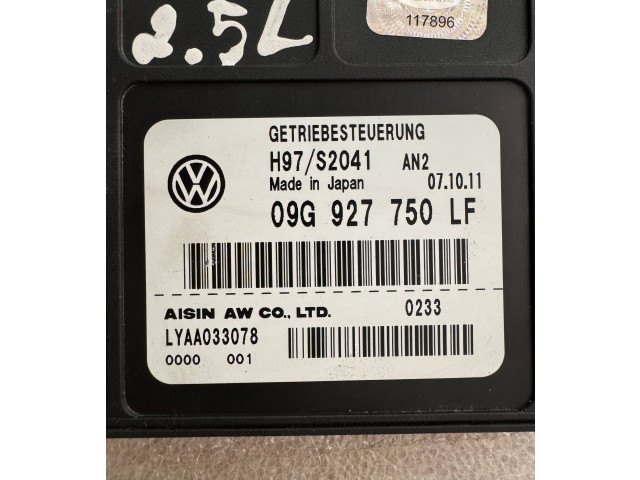 2.5L
117896
GETRIEBESTEUERUNG
H97/S2041 AN2
Made in Japan 07.10.11
09G 927 750 LF
AISIN AW CO., LTD. 0233
LYAA033078
0000 001